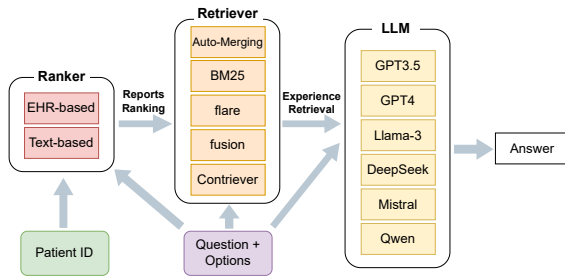 Ranker
EHR-based
Text-based
Reports
Ranking
Retriever
Auto-Merging
BM25
flare
fusion
Contriever
Experience
Retrieval
LLM
GPT3.5
GPT4
Llama-3
DeepSeek
Mistral
Qwen
Answer
Patient ID
Question +
Options